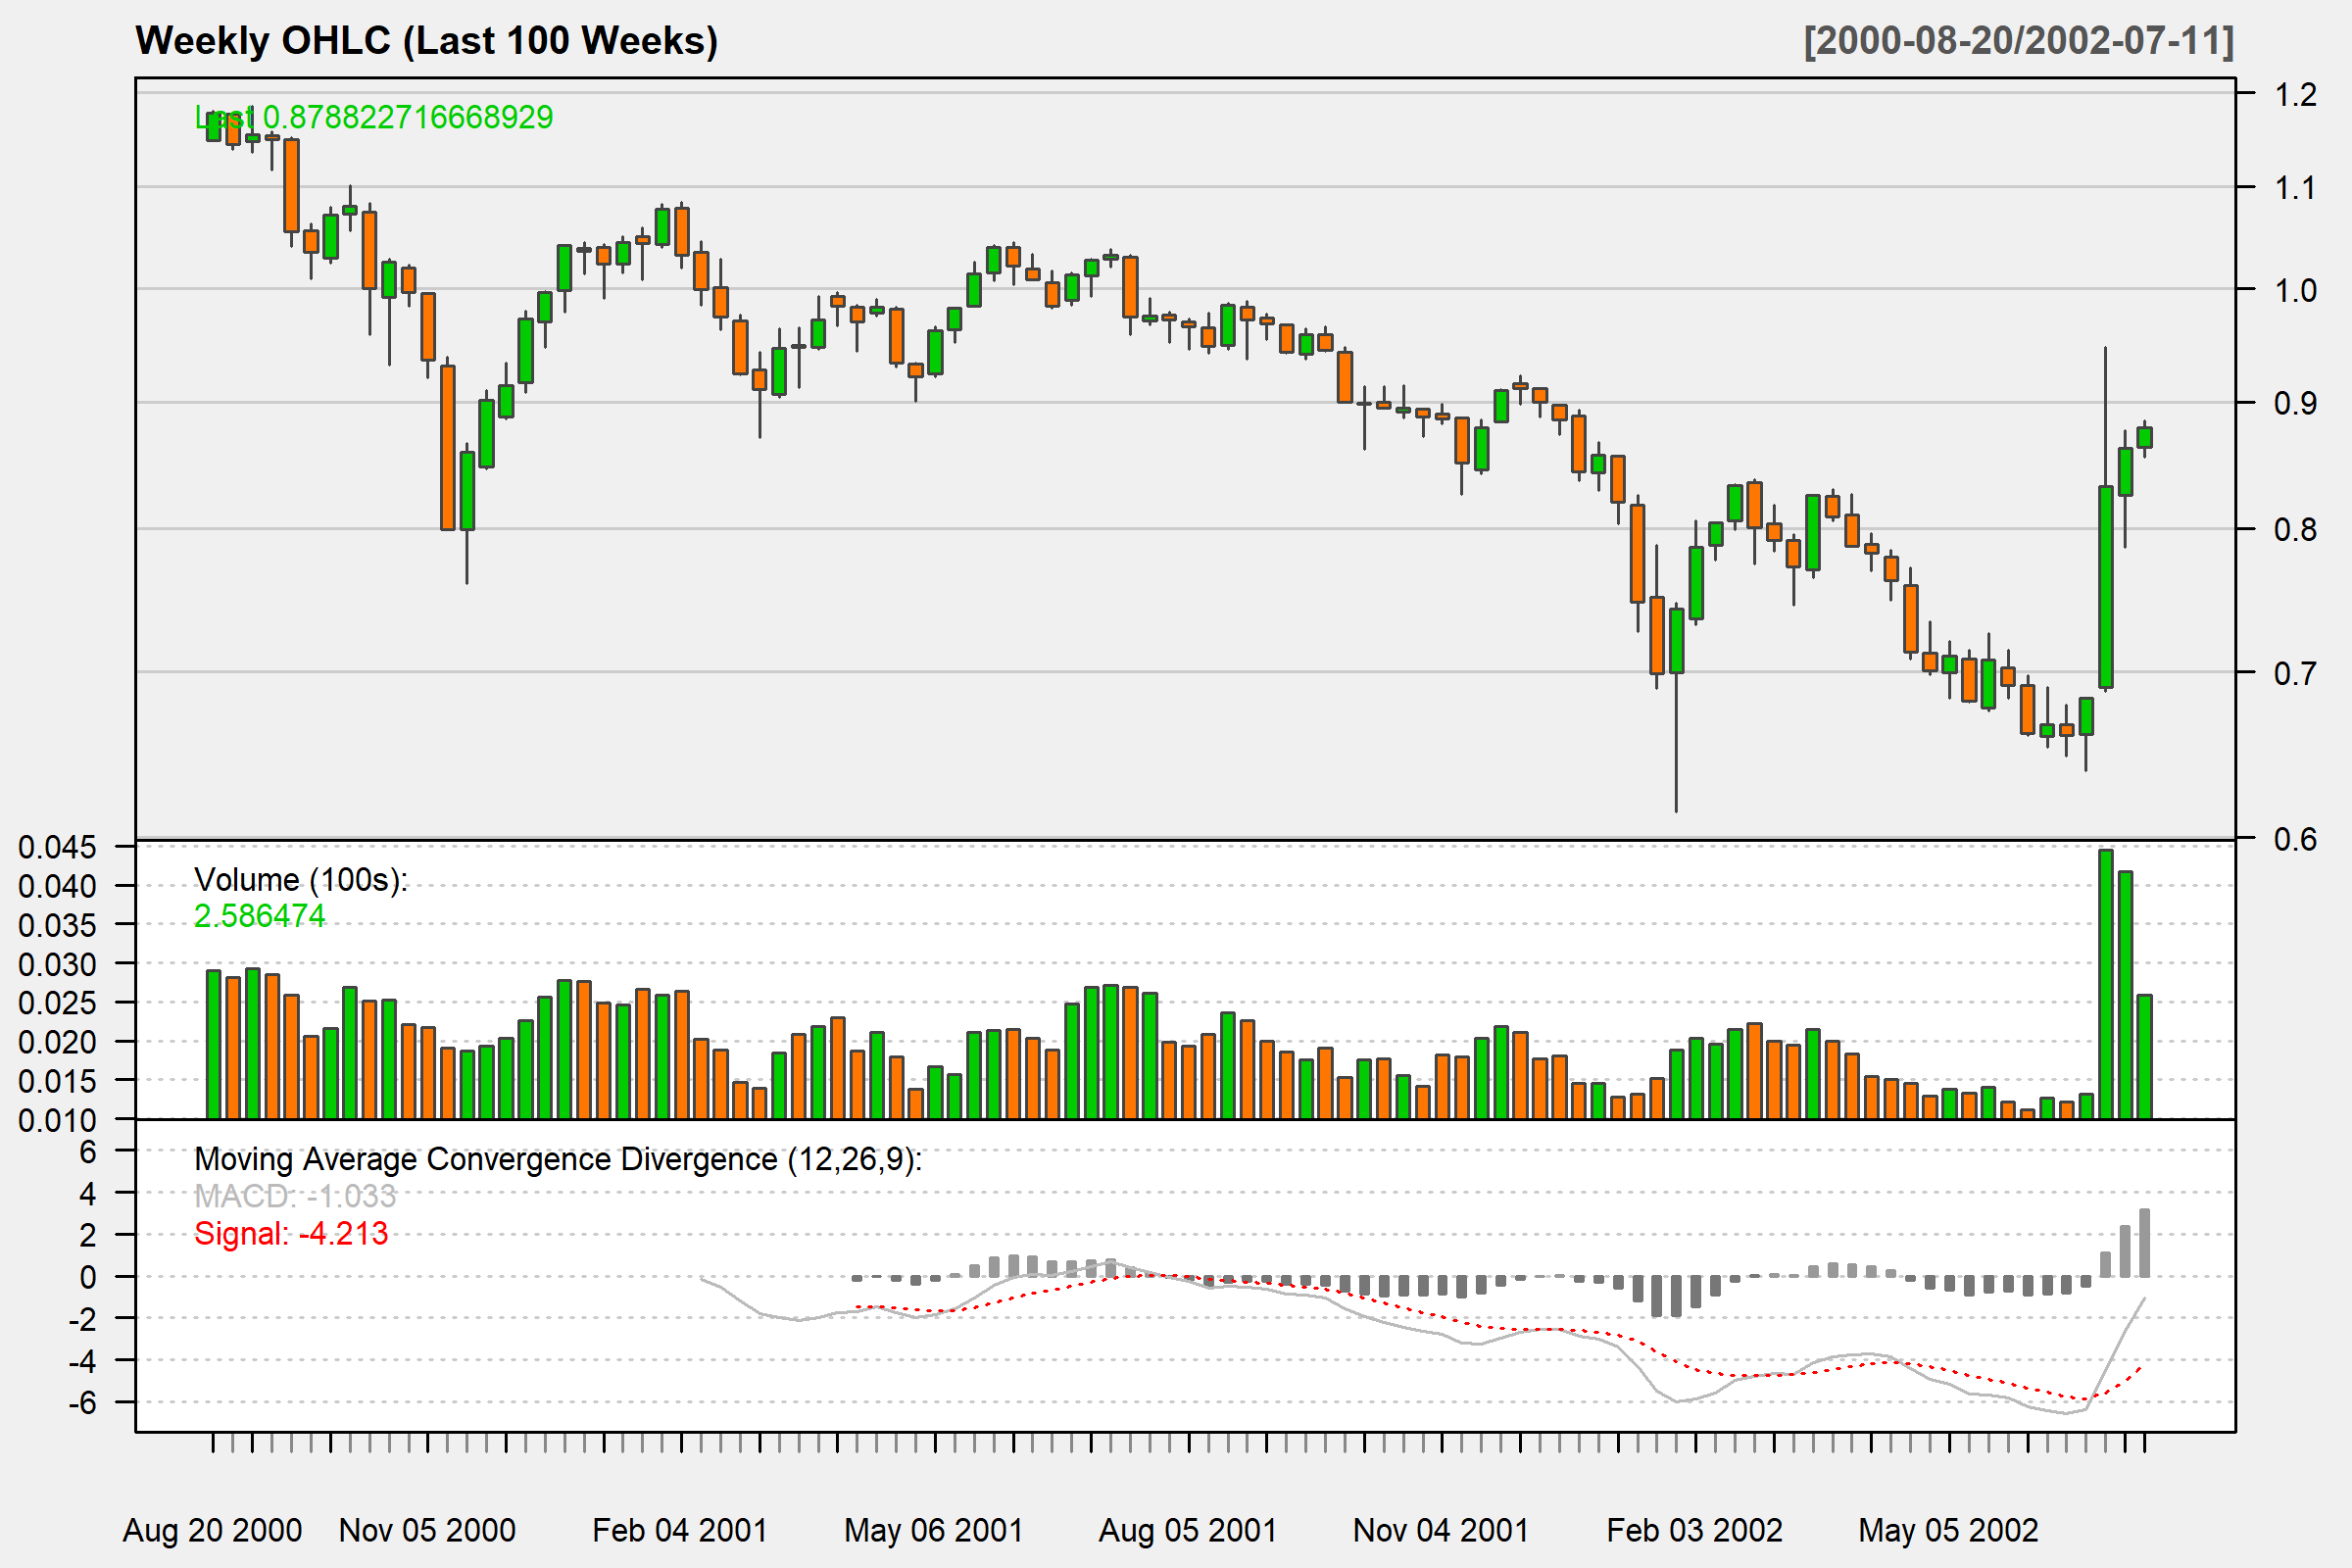 Weekly OHLC (Last 100 Weeks)
[2000-08-20/2002-07-11]
Last 0.878822716668929
1.2
1.1
1.0
0.9
0.8
0.7
0.6
0.045
0.040
0.035
0.030
0.025
0.020
0.015
0.010
Volume (100s):
2.586474
6
4
2
0
-2
-4
-6
Moving Average Convergence Divergence (12,26,9):
MACD: -1.033
Signal: -4.213
Aug 20 2000
Nov 05 2000
Feb 04 2001
May 06 2001
Aug 05 2001
Nov 04 2001
Feb 03 2002
May 05 2002